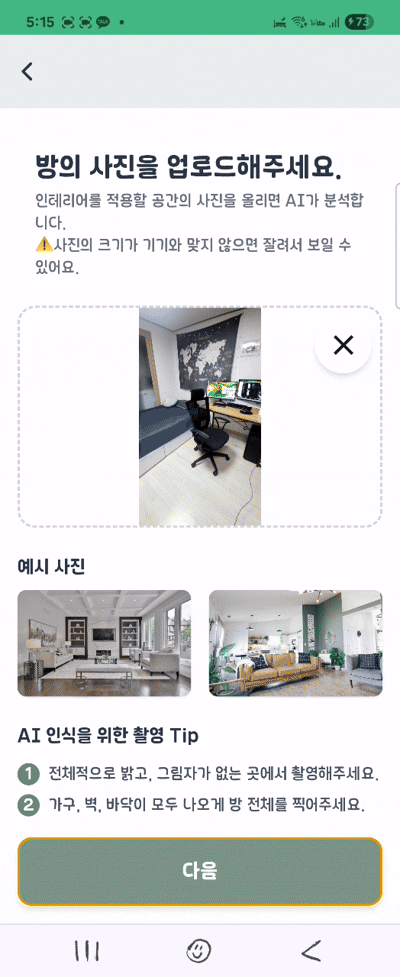 5:15
73
방의 사진을 업로드해주세요.
인테리어를 적용할 공간의 사진을 올리면 AI가 분석합
니다.
⚠️사진의 크기가 기기와 맞지 않으면 잘려서 보일 수
있어요.
예시 사진
AI 인식을 위한 촬영 Tip
1 전체적으로 밝고, 그림자가 없는 곳에서 촬영해주세요.
2 가구, 벽, 바닥이 모두 나오게 방 전체를 찍어주세요.
다음